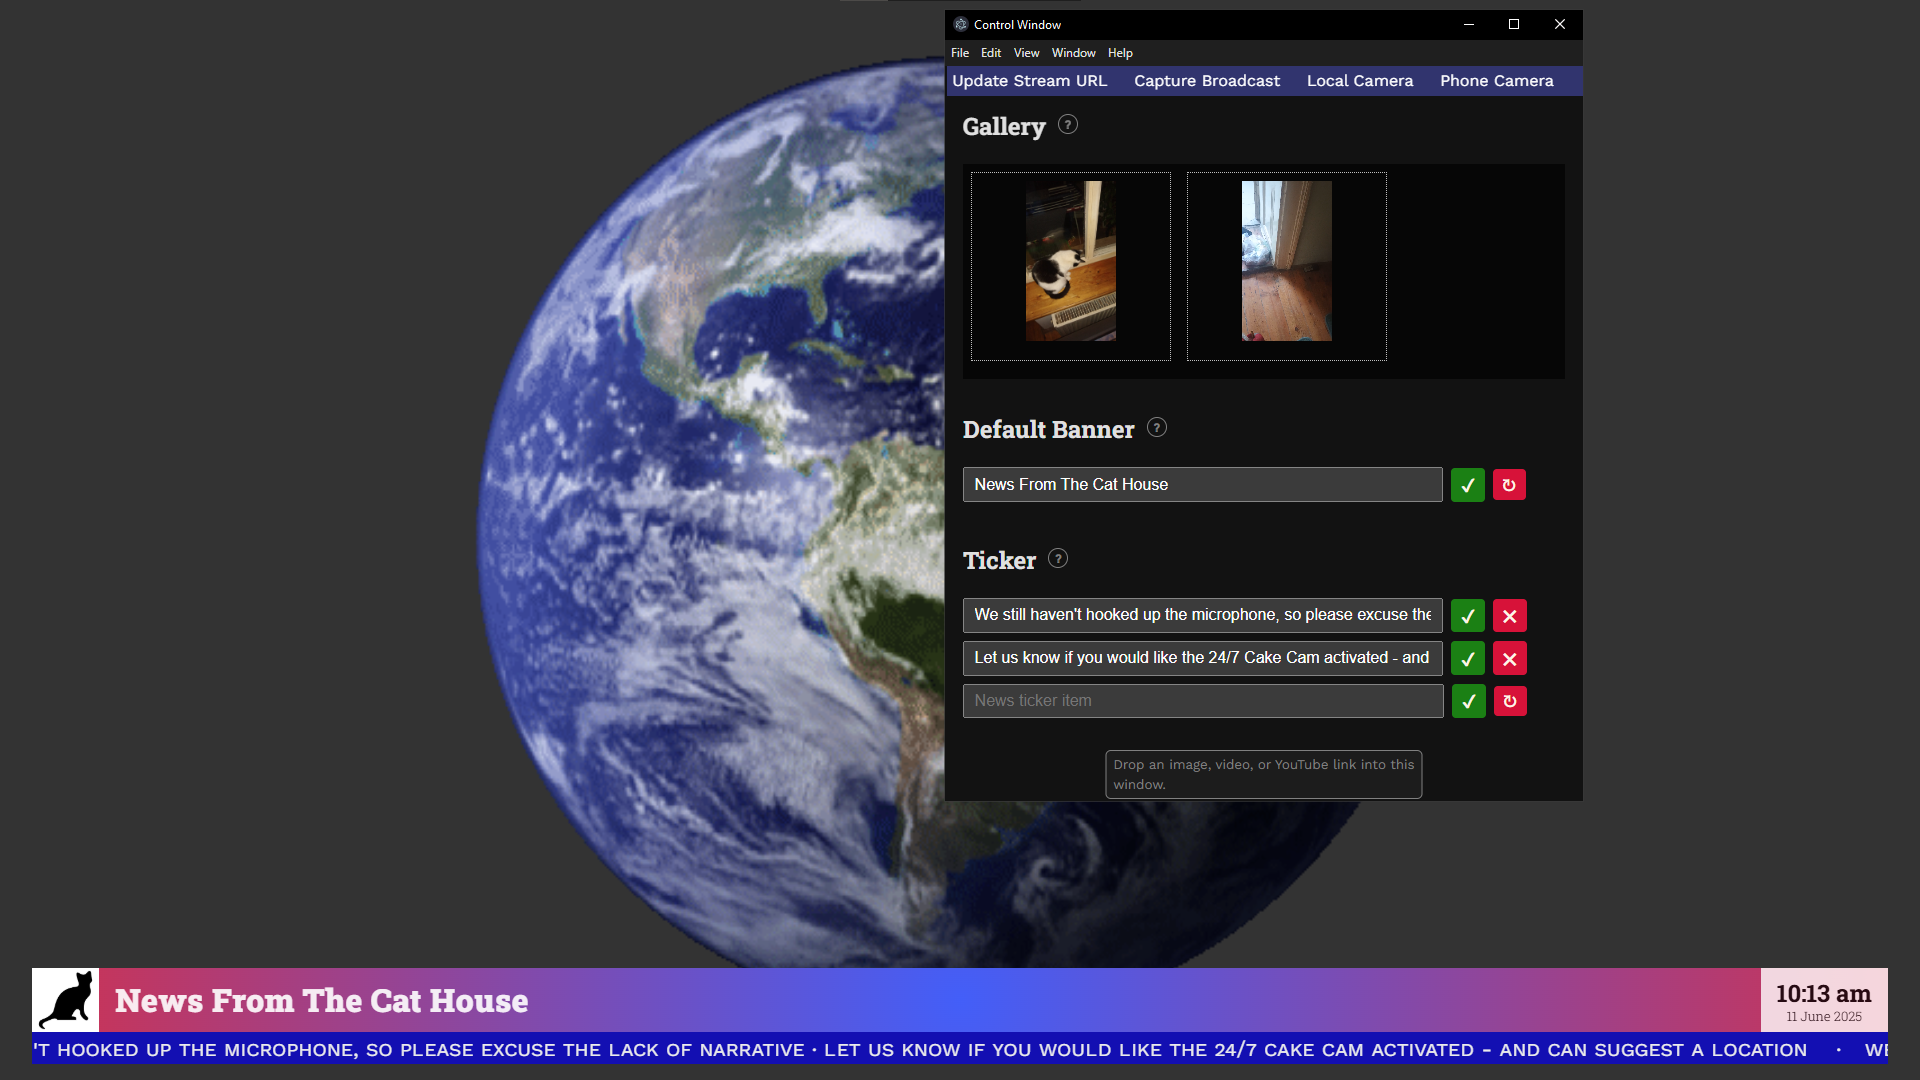 Control Window
File Edit View Window Help
Update Stream URL Capture Broadcast Local Camera Phone Camera
Gallery ?
Default Banner ?
News From The Cat House
Ticker ?
We still haven't hooked up the microphone, so please excuse the
Let us know if you would like the 24/7 Cake Cam activated - and
News ticker item
Drop an image, video, or YouTube link into this
window.
News From The Cat House
10:13 am
11 June 2025
'T HOOKED UP THE MICROPHONE, SO PLEASE EXCUSE THE LACK OF NARRATIVE · LET US KNOW IF YOU WOULD LIKE THE 24/7 CAKE CAM ACTIVATED - AND CAN SUGGEST A LOCATION · WE